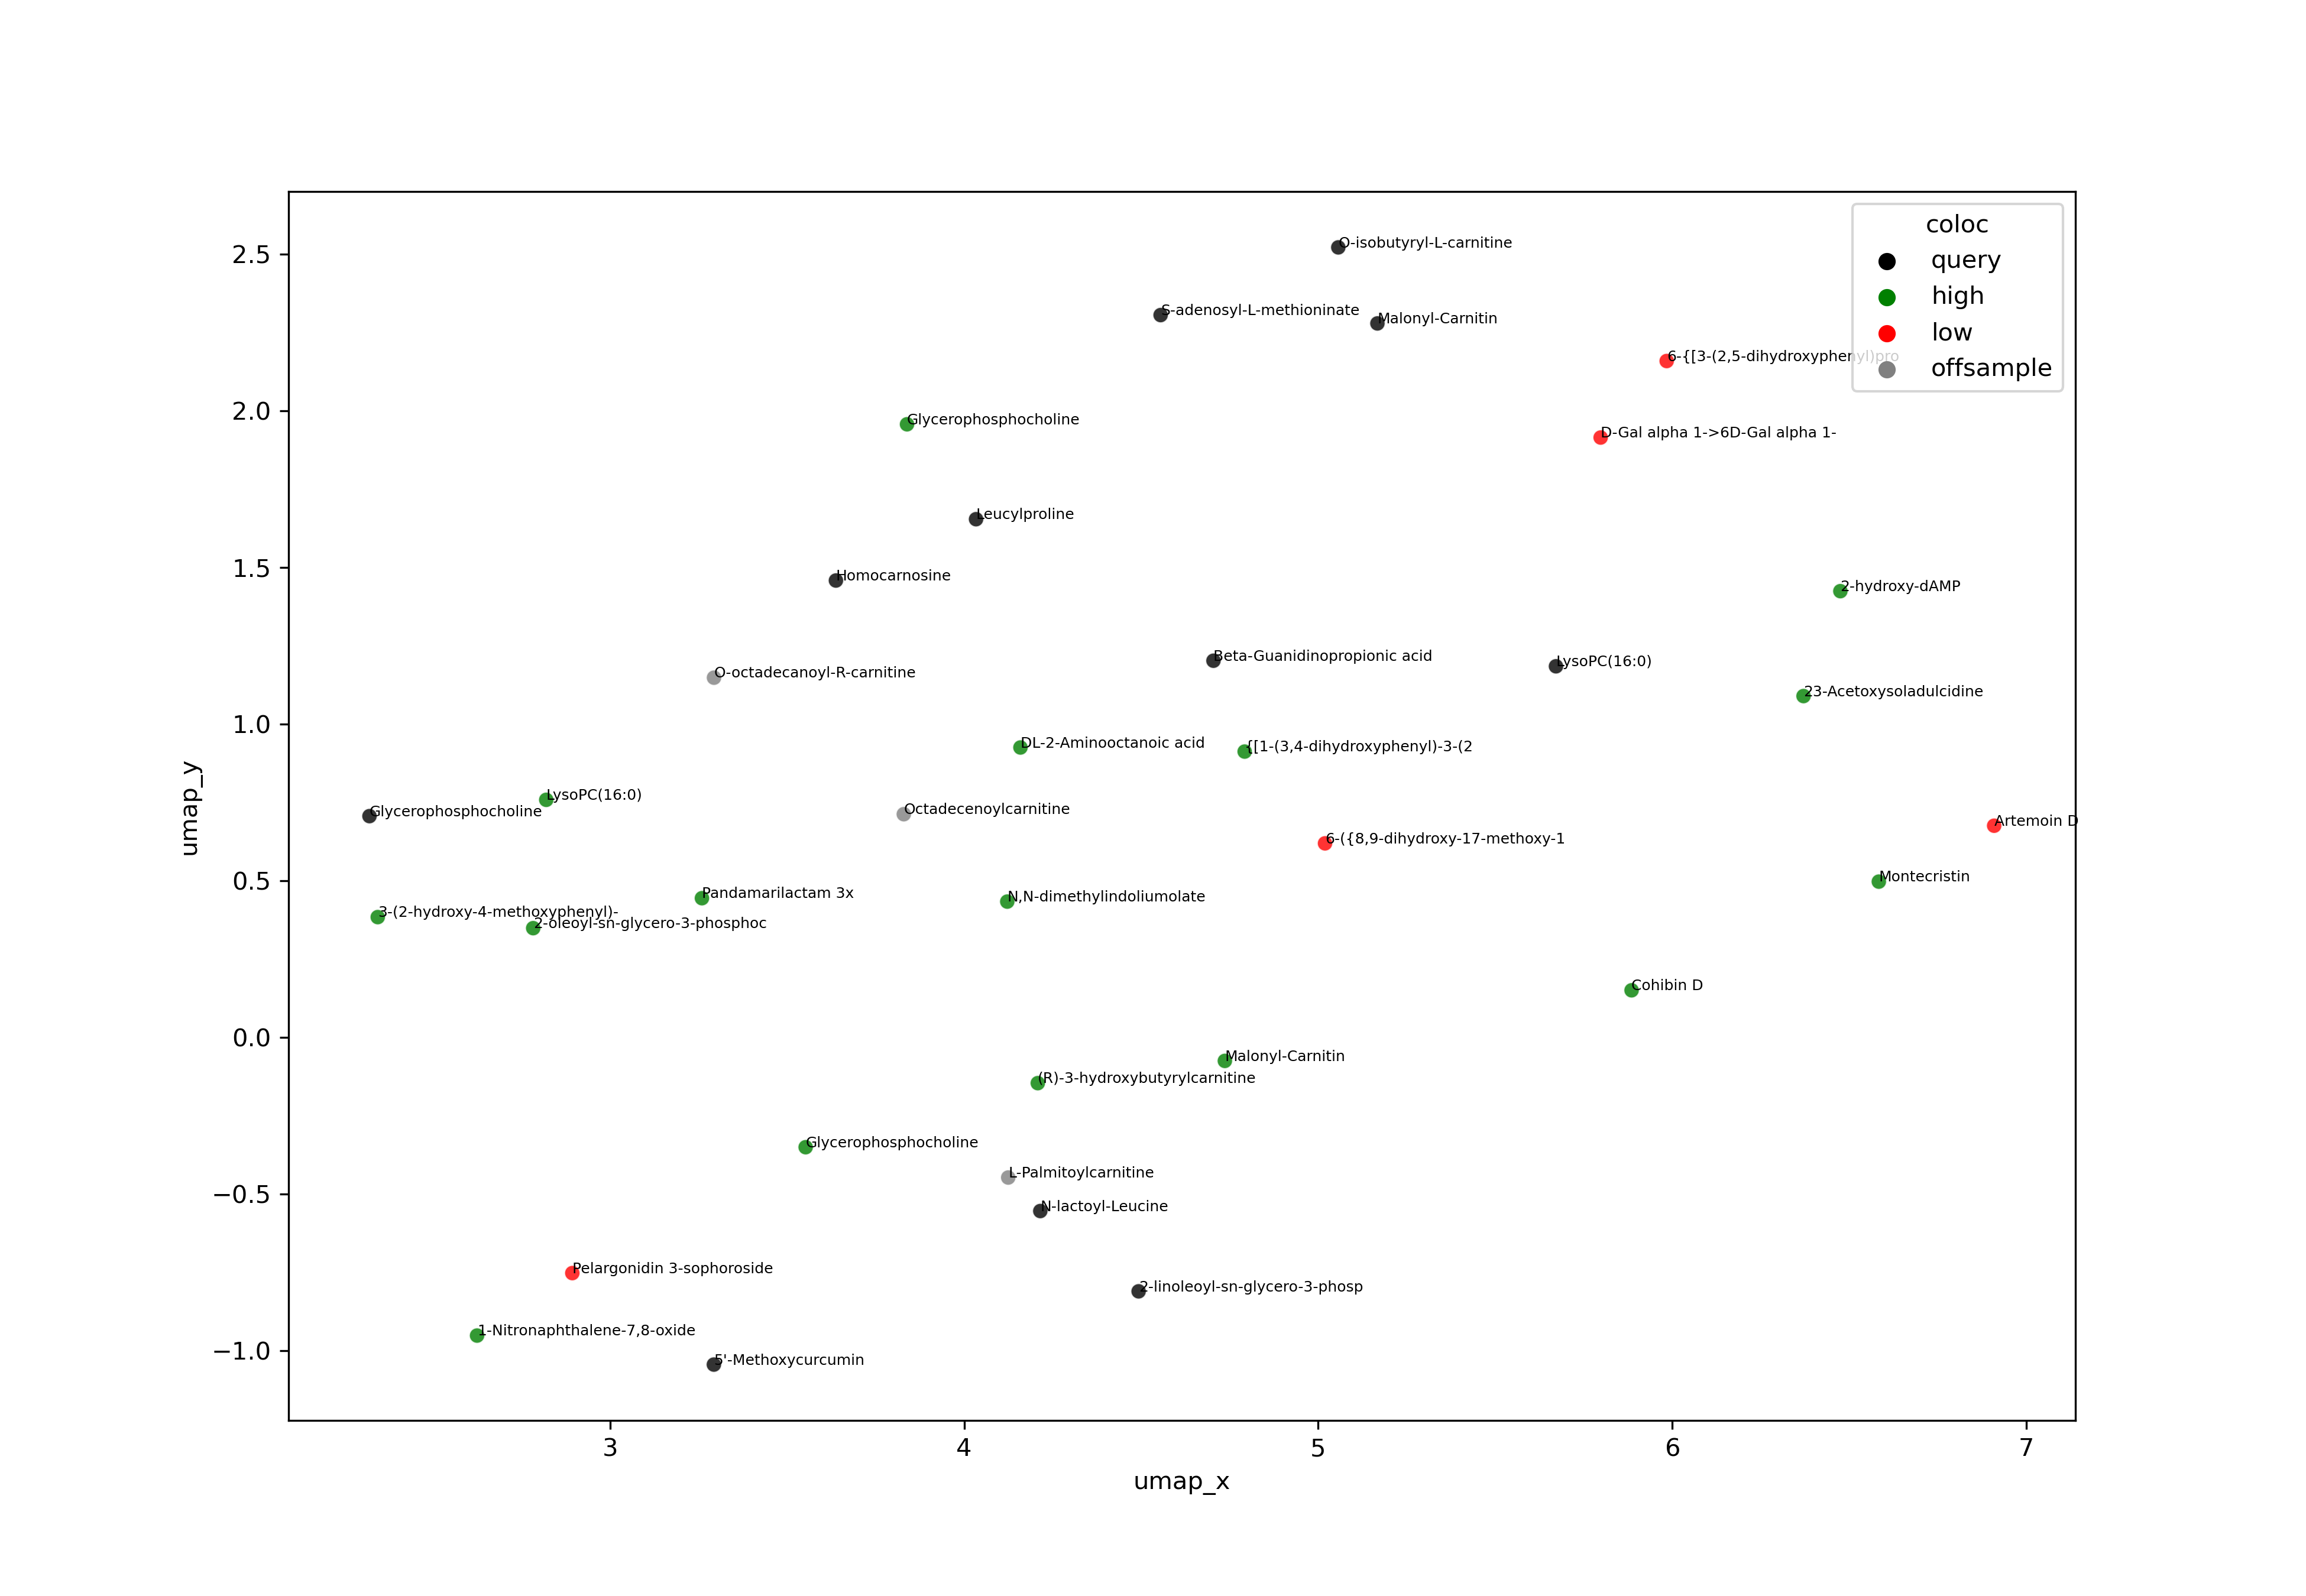 coloc
query
high
low
offsample
O-isobutyryl-L-carnitine
S-adenosyl-L-methioninate
Malonyl-Carnitin
6-{[3-(2,5-dihydroxyphenyl)pro
Glycerophosphocholine
D-Gal alpha 1->6D-Gal alpha 1-
Leucylproline
Homocarnosine
2-hydroxy-dAMP
Beta-Guanidinopropionic acid
LysoPC(16:0)
O-octadecanoyl-R-carnitine
23-Acetoxysoladulcidine
DL-2-Aminooctanoic acid
{[1-(3,4-dihydroxyphenyl)-3-(2
LysoPC(16:0)
Glycerophosphocholine
Octadecenoylcarnitine
Artemoin D
6-({8,9-dihydroxy-17-methoxy-1
Montecristin
Pandamarilactam 3x
N,N-dimethylindoliumolate
3-(2-hydroxy-4-methoxyphenyl)-
2-oleoyl-sn-glycero-3-phosphoc
Cohibin D
Malonyl-Carnitin
(R)-3-hydroxybutyrylcarnitine
Glycerophosphocholine
L-Palmitoylcarnitine
N-lactoyl-Leucine
Pelargonidin 3-sophoroside
2-linoleoyl-sn-glycero-3-phosp
1-Nitronaphthalene-7,8-oxide
5'-Methoxycurcumin
2.5
2.0
1.5
1.0
0.5
0.0
−0.5
−1.0
umap_y
3 4 5 6 7
umap_x